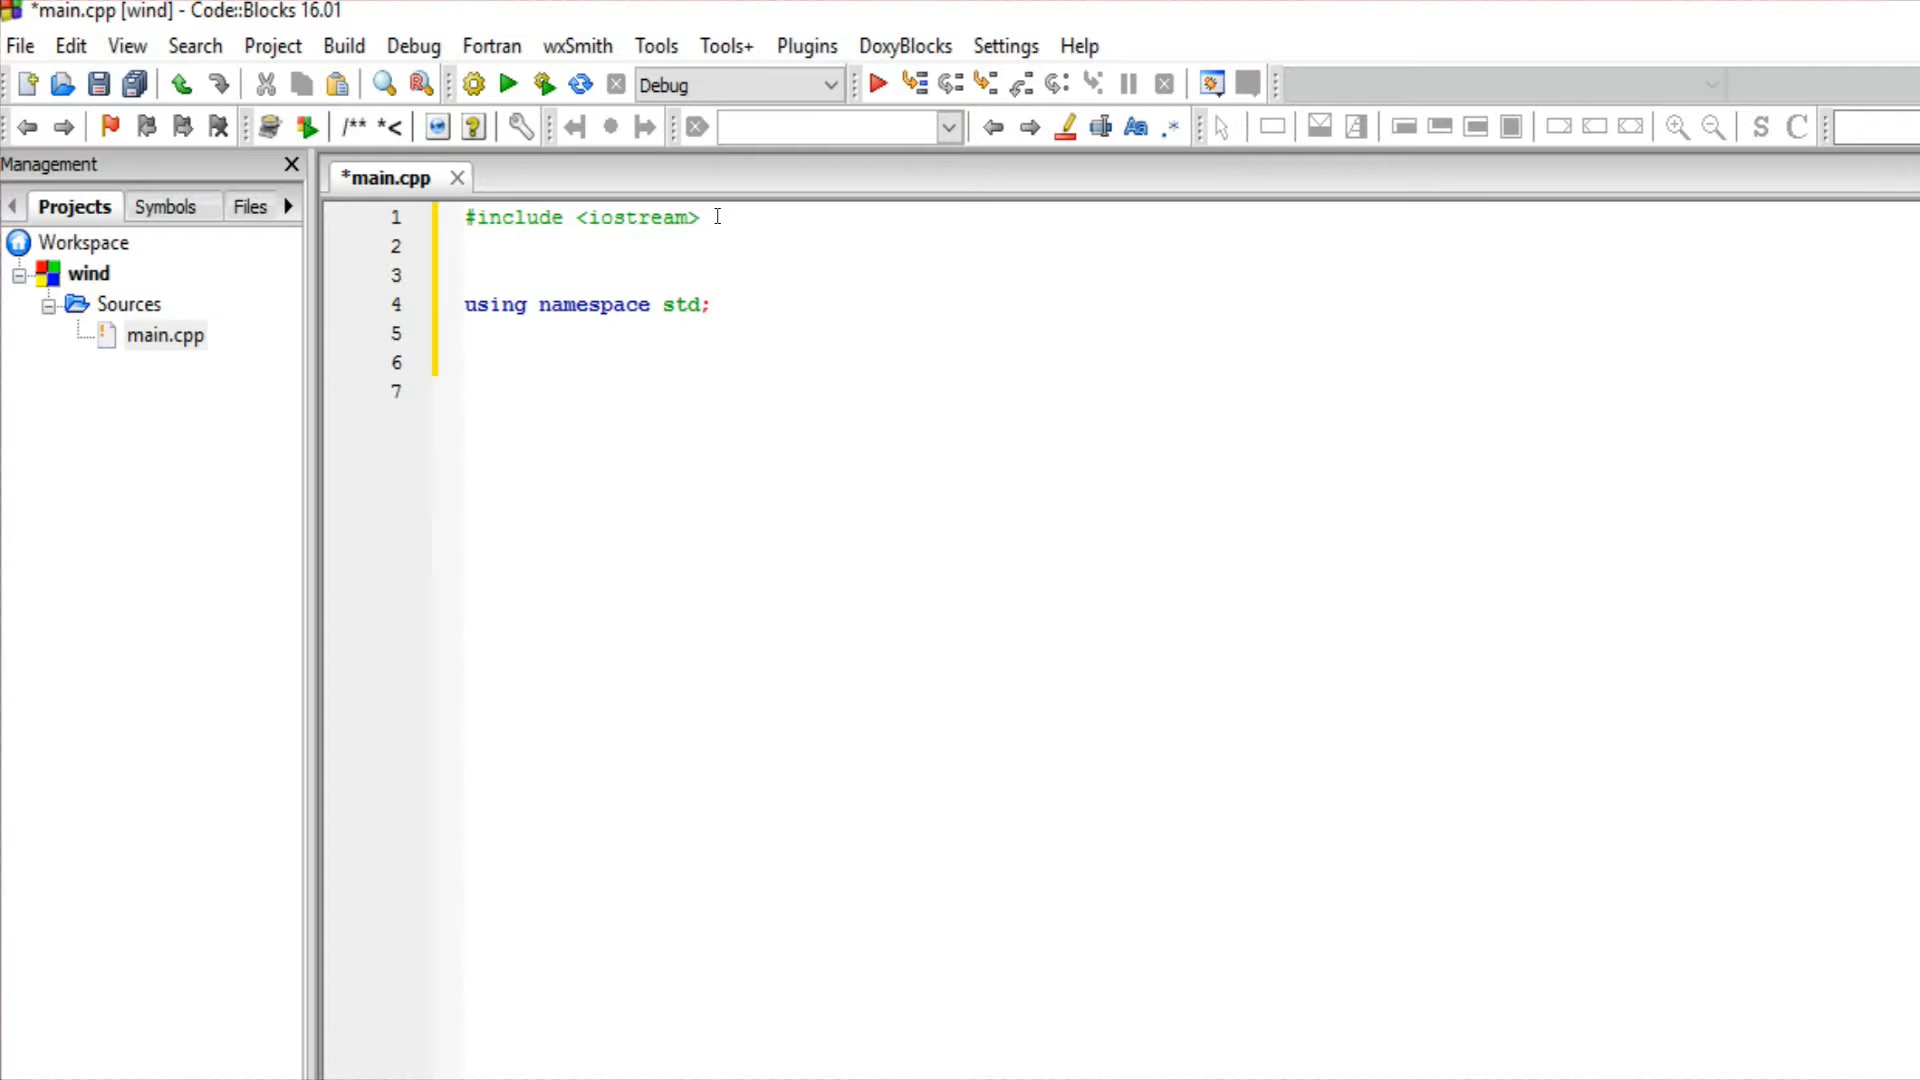 *main.cpp [wind] - Code::Blocks 16.01
File Edit View Search Project Build Debug Fortran wxSmith Tools Tools+ Plugins DoxyBlocks Settings Help
Debug
/** *< Aa .* S C
Management
*main.cpp
Projects Symbols Files
Workspace
wind
Sources
main.cpp
1 #include <iostream>
2
3
4 using namespace std;
5
6
7